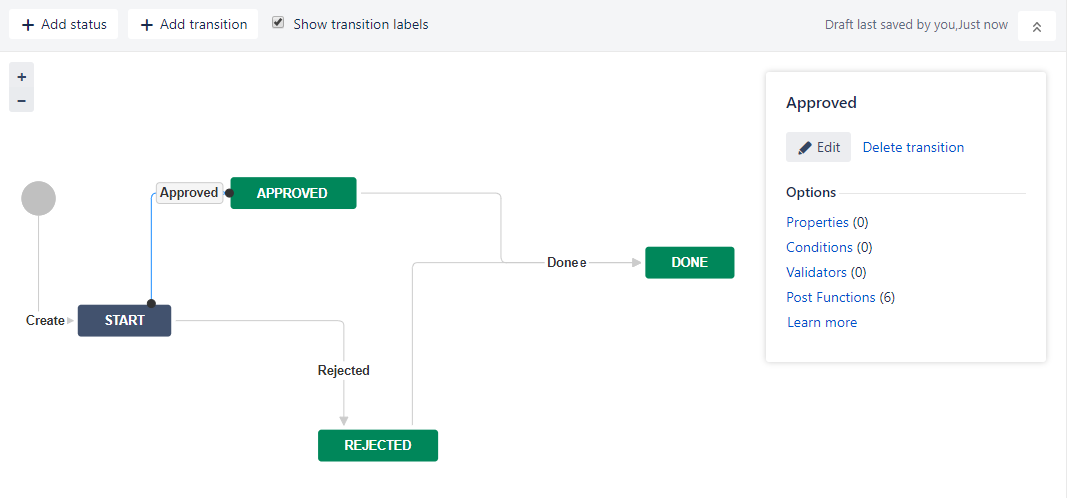 + Add status + Add transition Show transition labels Draft last saved by you,Just now
+
−
Approved
Edit Delete transition
Options
Properties (0)
Conditions (0)
Validators (0)
Post Functions (6)
Learn more
Approved APPROVED
Donee DONE
Create START
Rejected
REJECTED